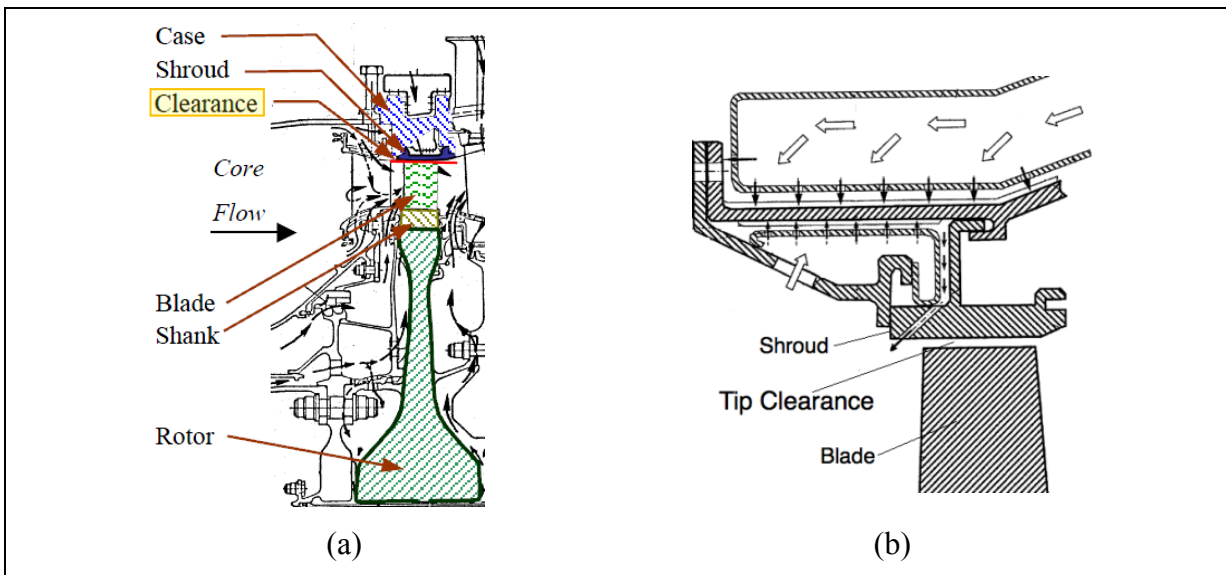 Case
Shroud
Clearance
Core
Flow
Blade
Shank
Rotor
(a)
Shroud
Tip Clearance
Blade
(b)